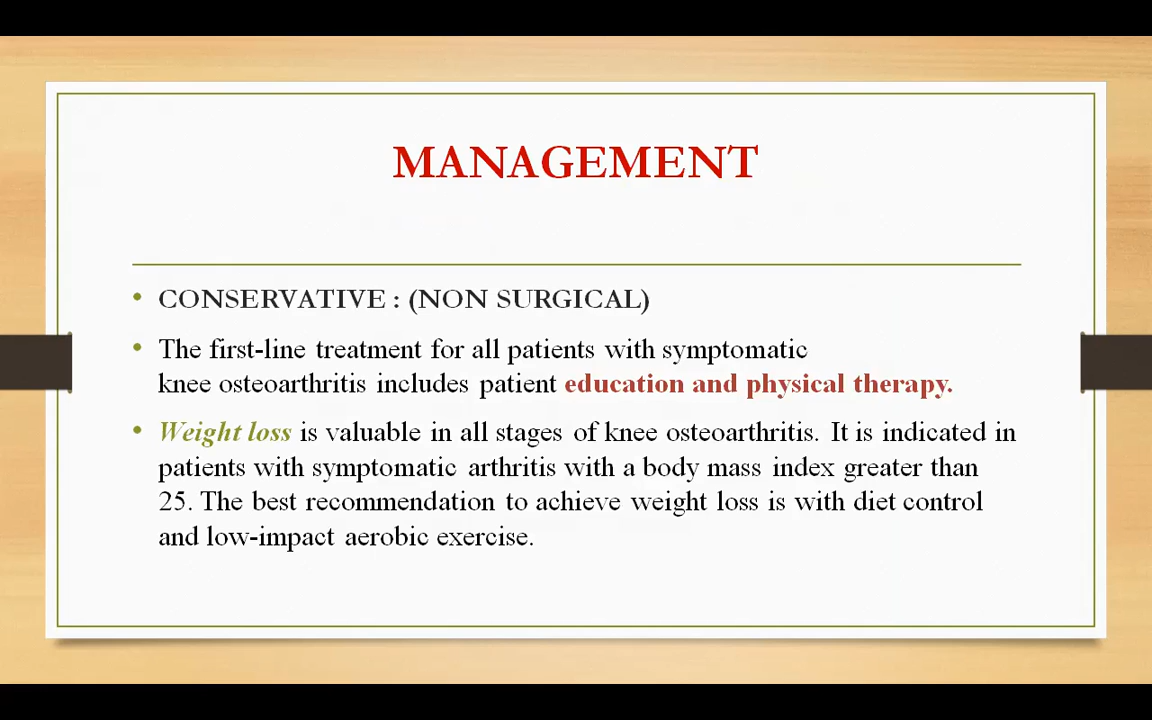 MANAGEMENT
• CONSERVATIVE : (NON SURGICAL)
• The first-line treatment for all patients with symptomatic
knee osteoarthritis includes patient education and physical therapy.
• Weight loss is valuable in all stages of knee osteoarthritis. It is indicated in
patients with symptomatic arthritis with a body mass index greater than
25. The best recommendation to achieve weight loss is with diet control
and low-impact aerobic exercise.